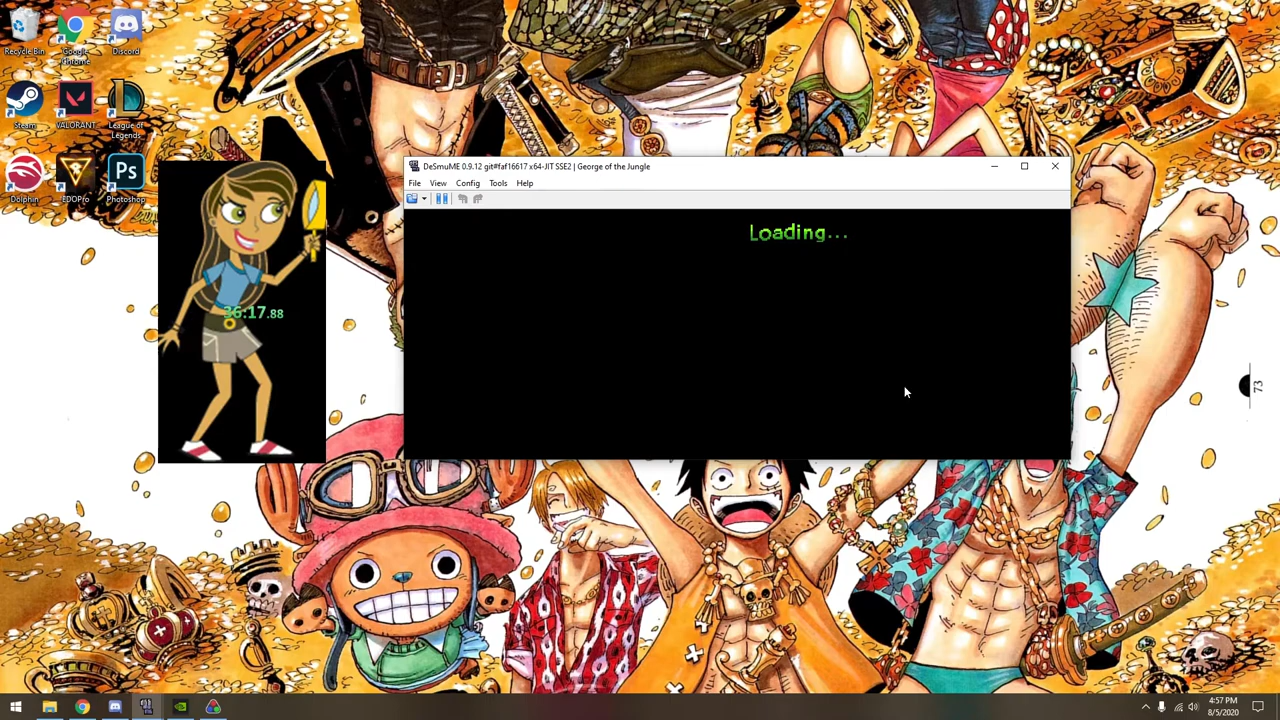 Recycle Bin
Google Chrome
Discord
Steam
VALORANT
League of Legends
Dolphin
EDOPro
Ps
Photoshop
36:17.88
DeSmuME 0.9.12 git#faf16617 x64-JIT SSE2 | George of the Jungle
File View Config Tools Help
Loading...
73
4:57 PM
8/5/2020